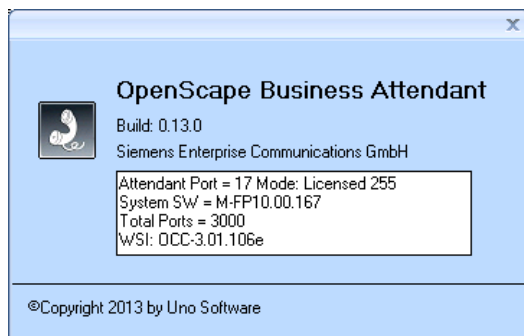 OpenScape Business Attendant
Build: 0.13.0
Siemens Enterprise Communications GmbH
Attendant Port = 17 Mode: Licensed 255
System SW = M-FP10.00.167
Total Ports = 3000
WSI: OCC-3.01.106e
©Copyright 2013 by Uno Software